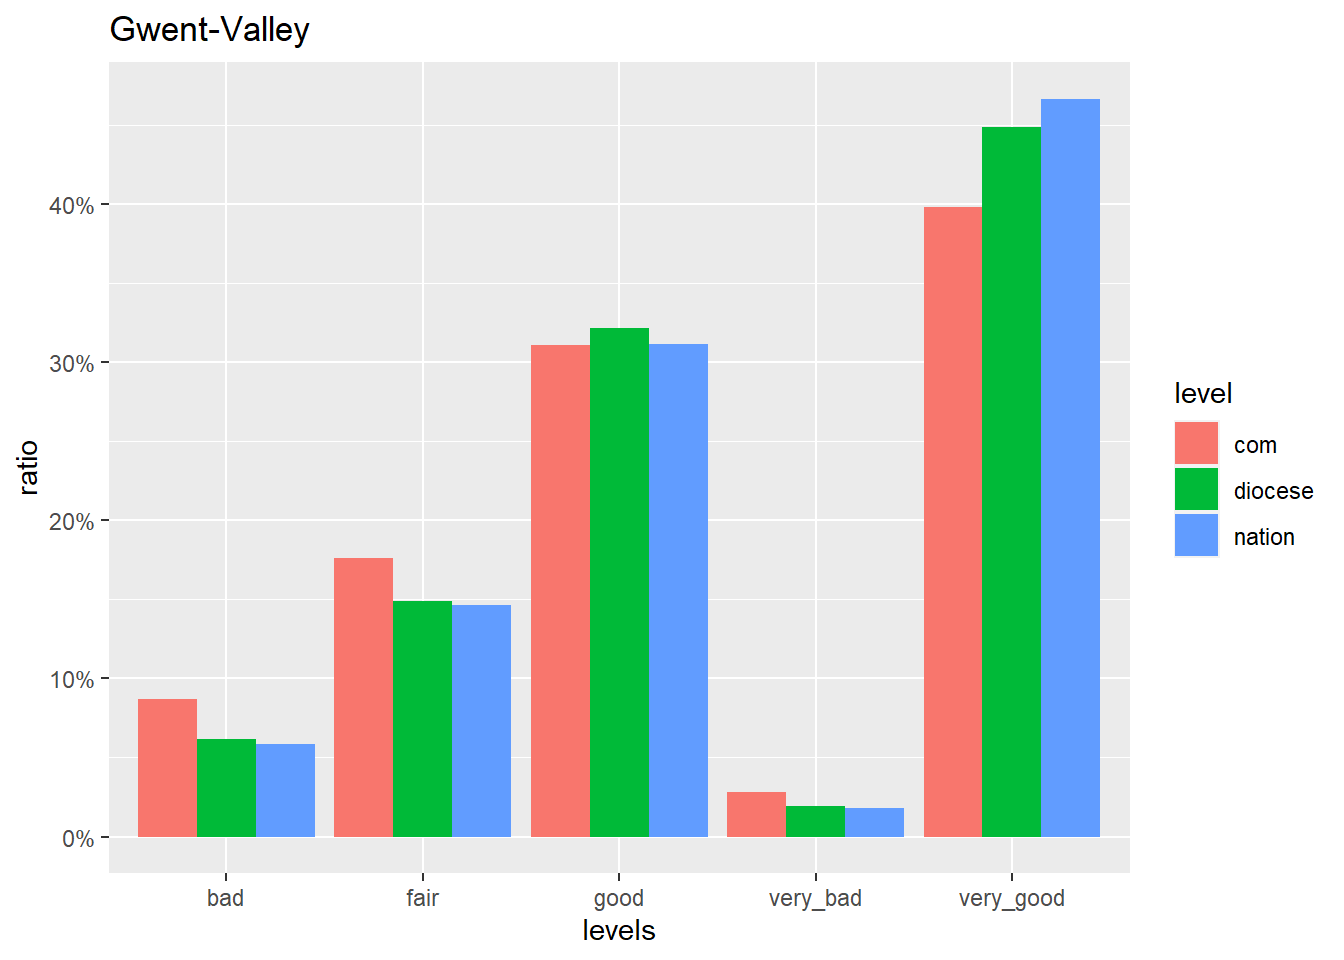 Gwent-Valley
ratio
40%
30%
20%
10%
0%
bad fair good very_bad very_good
levels
level
com
diocese
nation